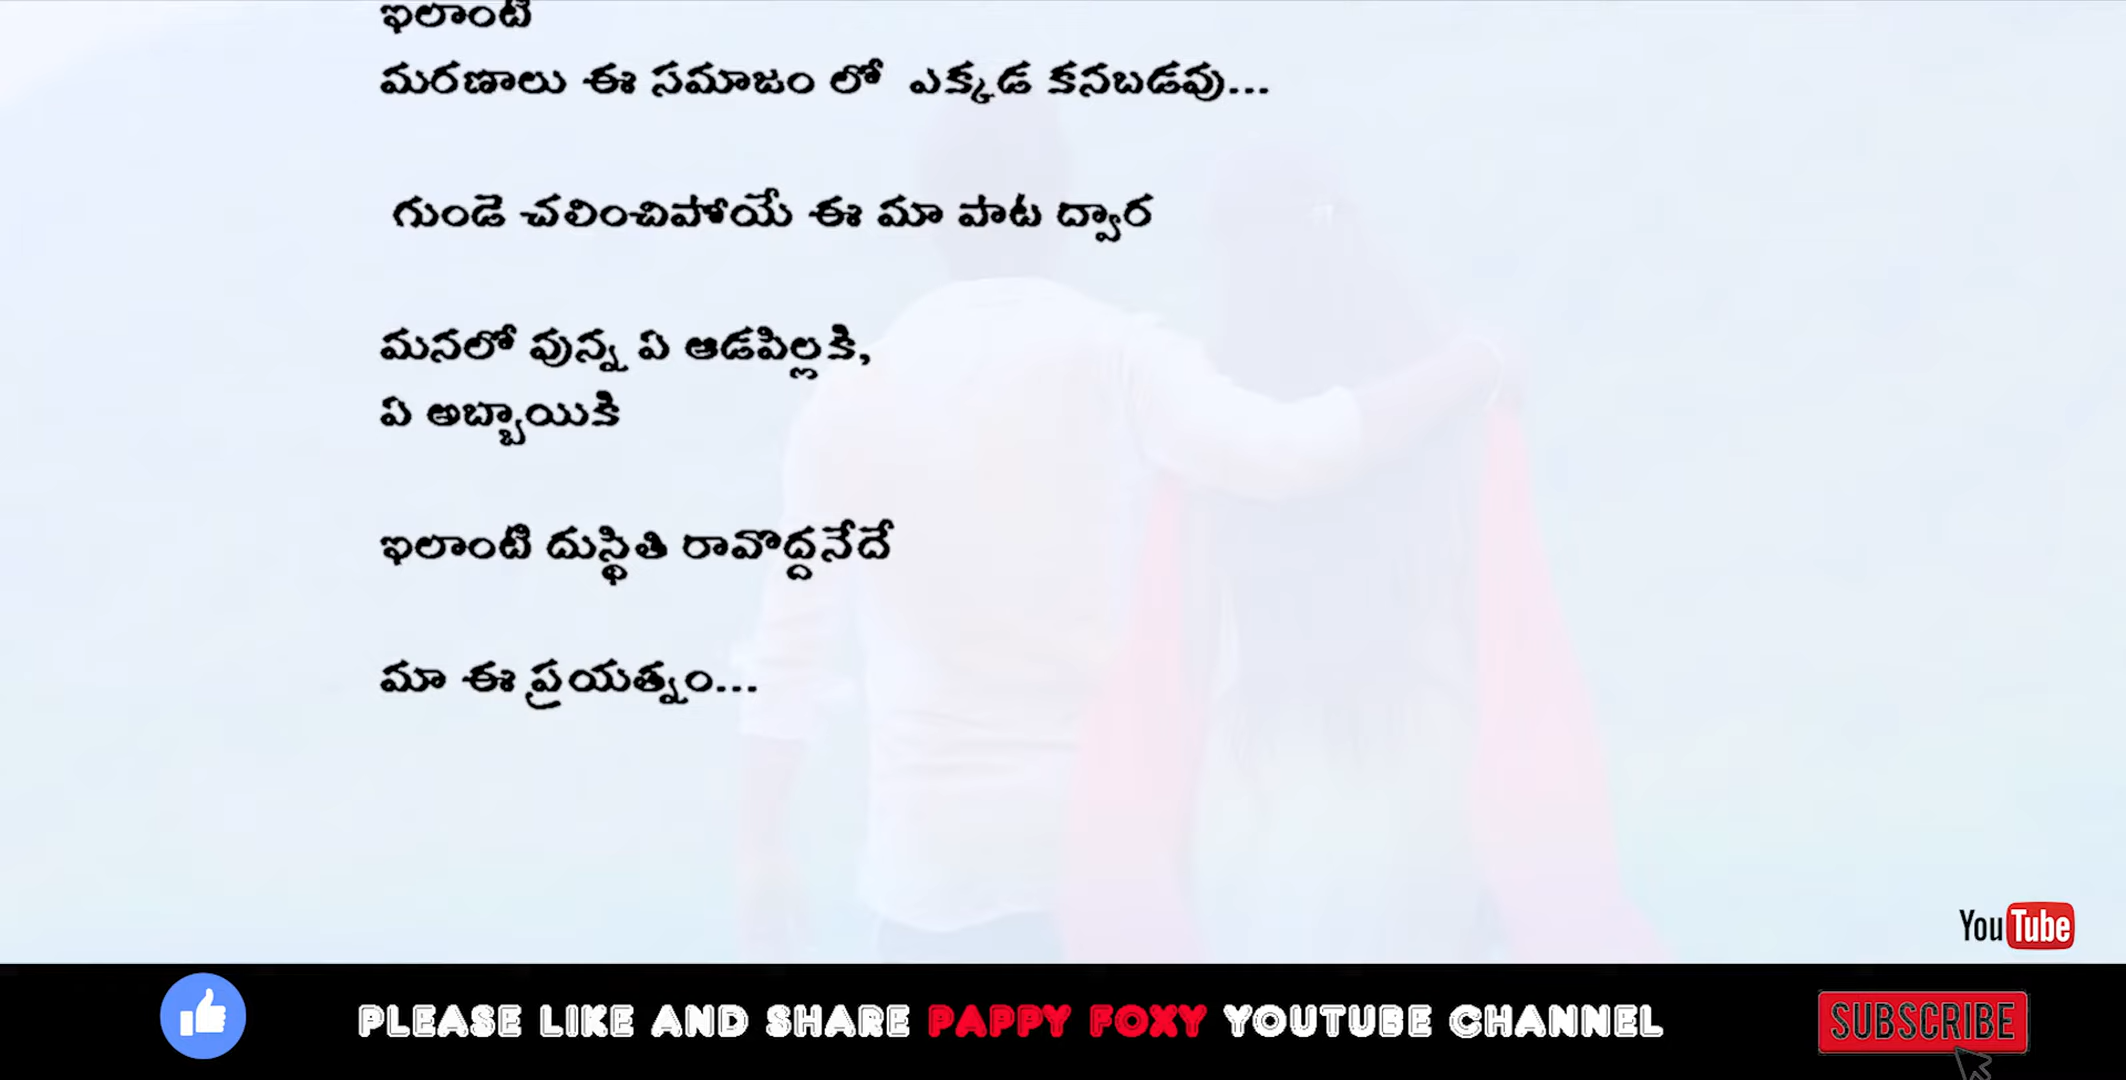 ఇలాంటి
మరణాలు ఈ సమాజం లో ఎక్కడ కనబడవు...
గుండె చలించిపోయే ఈ మా పాట ద్వార
మనలో వున్న ఏ ఆడపిల్లకి,
ఏ అబ్బాయికి
ఇలాంటి దుస్థితి రావొద్దనేదే
మా ఈ ప్రయత్నం...
YouTube
PLEASE LIKE AND SHARE PAPPY FOXY YOUTUBE CHANNEL
SUBSCRIBE